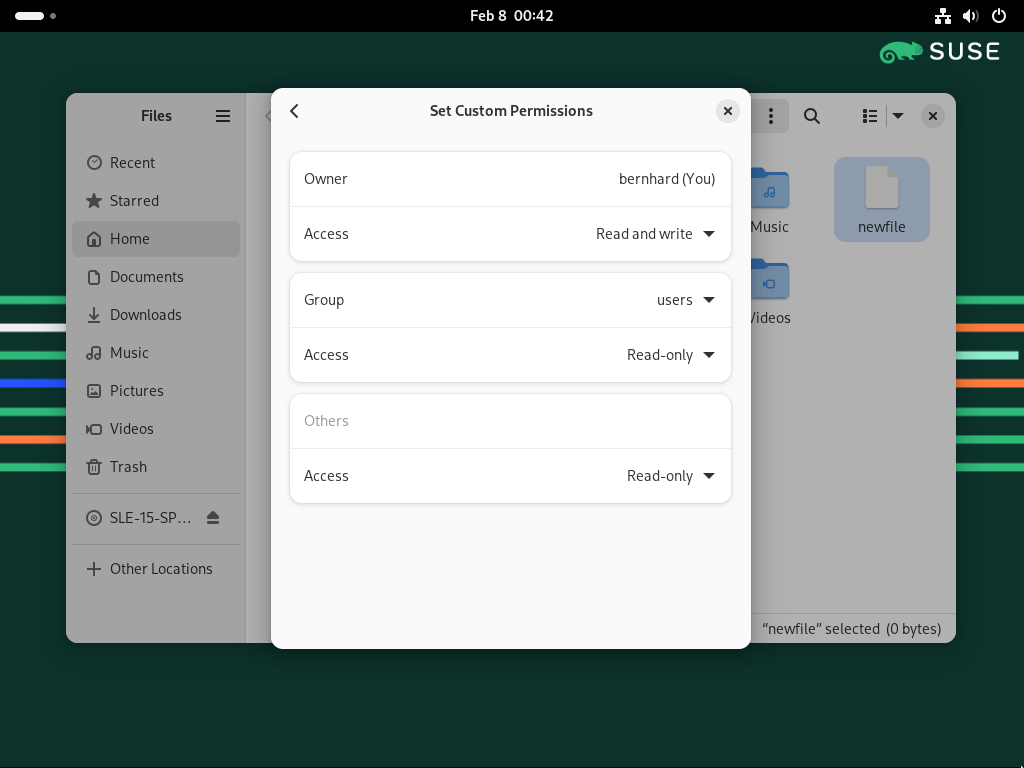 Feb 8 00:42
SUSE
Files
Recent
Starred
Home
Documents
Downloads
Music
Pictures
Videos
Trash
SLE-15-SP…
Other Locations
Set Custom Permissions
Owner bernhard (You)
Access Read and write
Group users
Access Read-only
Others
Access Read-only
Music
newfile
Videos
“newfile” selected (0 bytes)